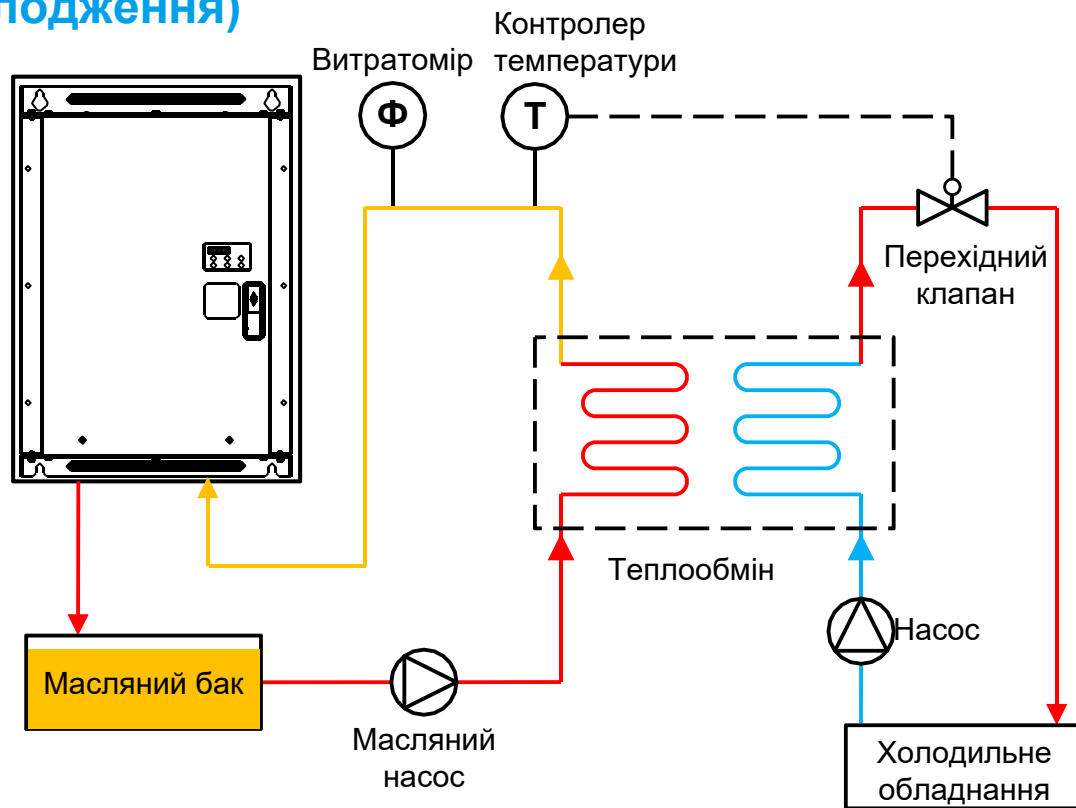 лодження)
Контролер
температури
Витратомір
Ф
Т
Перехідний
клапан
Теплообмін
Насос
Масляний бак
Масляний
насос
Холодильне
обладнання